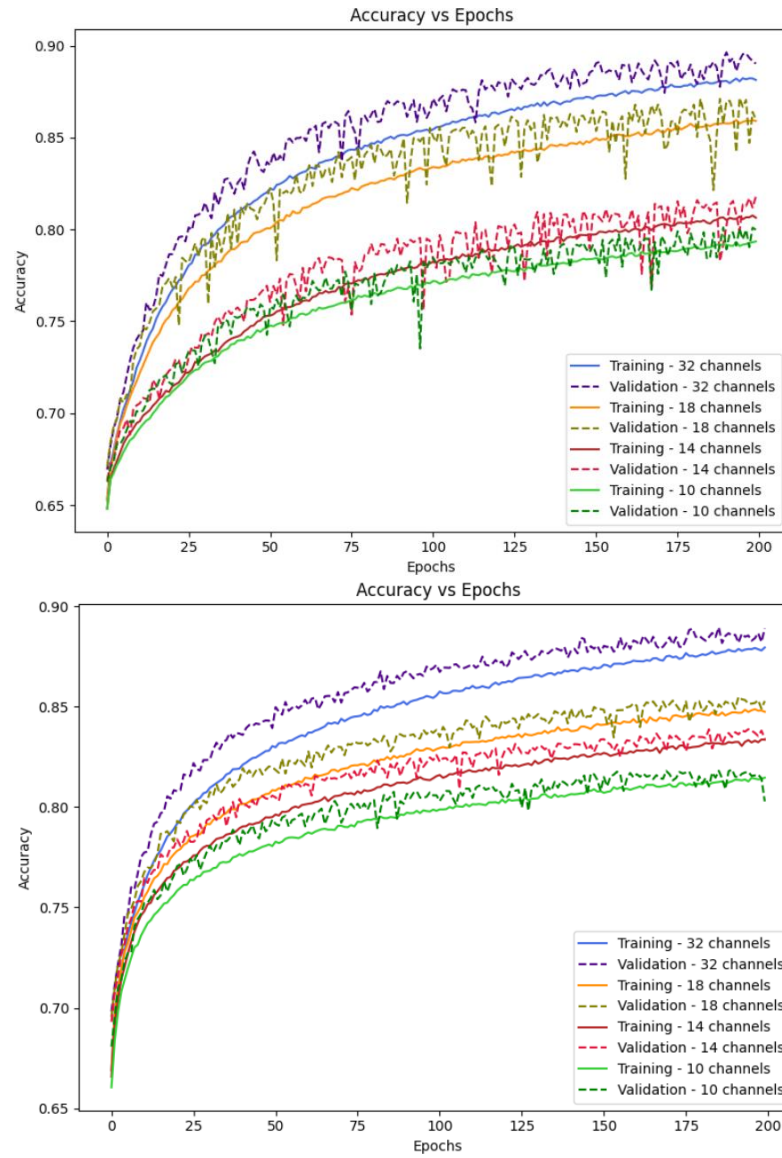 Accuracy vs Epochs
0.90
0.85
0.80
0.75
0.70
0.65
Accuracy
Training - 32 channels
Validation - 32 channels
Training - 18 channels
Validation - 18 channels
Training - 14 channels
Validation - 14 channels
Training - 10 channels
Validation - 10 channels
0 25 50 75 100 125 150 175 200
Epochs
Accuracy vs Epochs
0.90
0.85
0.80
0.75
0.70
0.65
Accuracy
Training - 32 channels
Validation - 32 channels
Training - 18 channels
Validation - 18 channels
Training - 14 channels
Validation - 14 channels
Training - 10 channels
Validation - 10 channels
0 25 50 75 100 125 150 175 200
Epochs